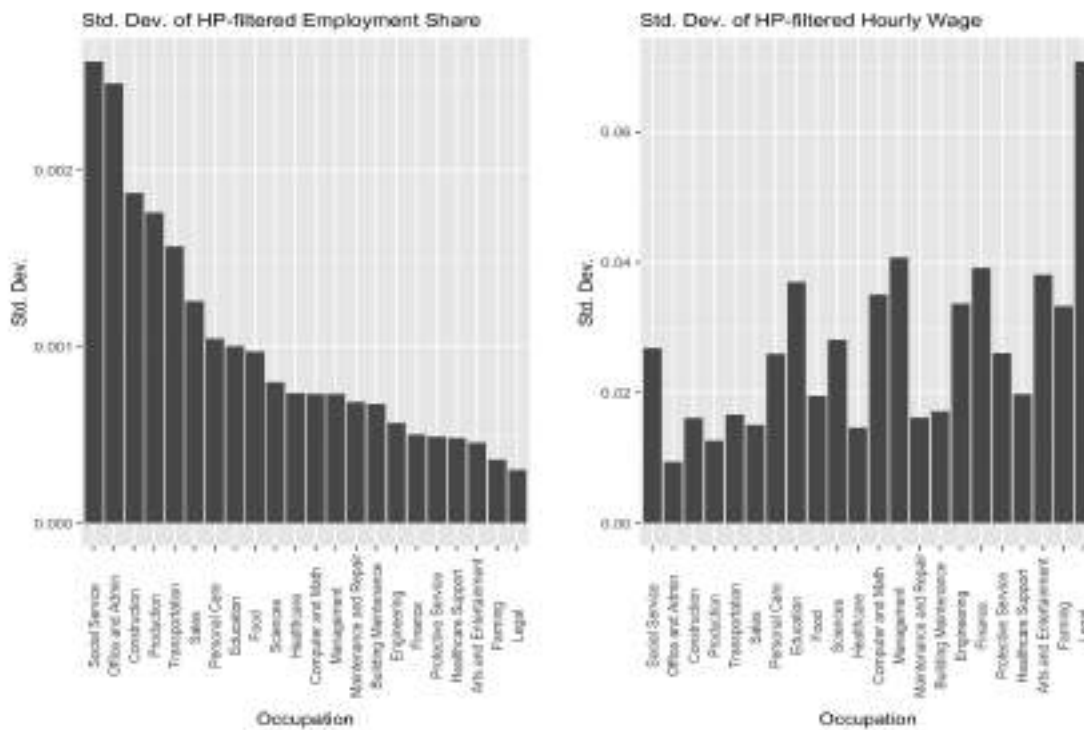 Std. Dev. of HP-filtered Employment Share
Std. Dev.
0.002
0.001
0.000
Social Service
Office and Admin
Construction
Production
Transportation
Sales
Personal Care
Education
Food
Sciences
Healthcare
Computer and Math
Management
Maintenance and Repair
Building Maintenance
Engineering
Finance
Protective Service
Healthcare Support
Arts and Entertainment
Farming
Legal
Occupation
Std. Dev. of HP-filtered Hourly Wage
Std. Dev.
0.06
0.04
0.02
0.00
Social Service
Office and Admin
Construction
Production
Transportation
Sales
Personal Care
Education
Food
Sciences
Healthcare
Computer and Math
Management
Maintenance and Repair
Building Maintenance
Engineering
Finance
Protective Service
Healthcare Support
Arts and Entertainment
Farming
Occupation